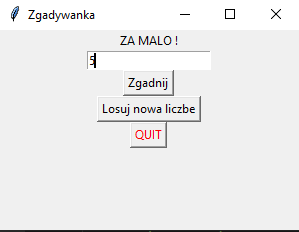 Zgadywanka
ZA MALO !
5
Zgadnij
Losuj nowa liczbe
QUIT